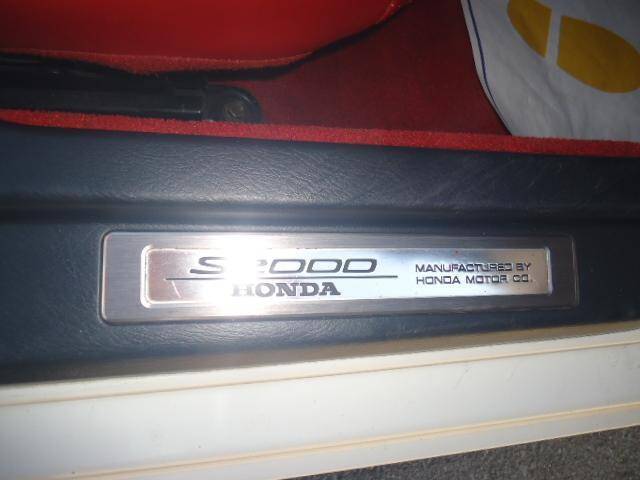 S2000
HONDA
MANUFACTURED BY
HONDA MOTOR CO.